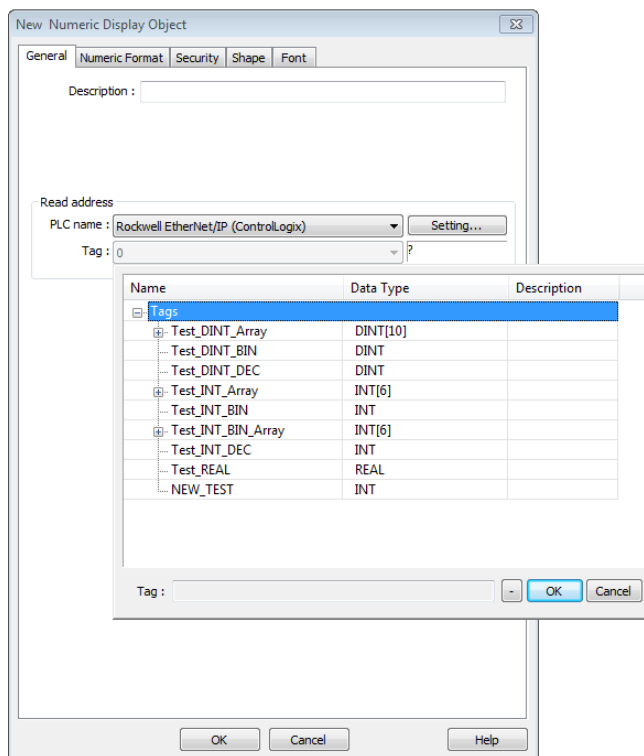 New Numeric Display Object
General Numeric Format Security Shape Font
Description :
Read address
PLC name : Rockwell EtherNet/IP (ControlLogix) Setting...
Tag : 0 ?
Name Data Type Description
Tags
Test_DINT_Array DINT[10]
Test_DINT_BIN DINT
Test_DINT_DEC DINT
Test_INT_Array INT[6]
Test_INT_BIN INT
Test_INT_BIN_Array INT[6]
Test_INT_DEC INT
Test_REAL REAL
NEW_TEST INT
Tag : - OK Cancel
OK Cancel Help